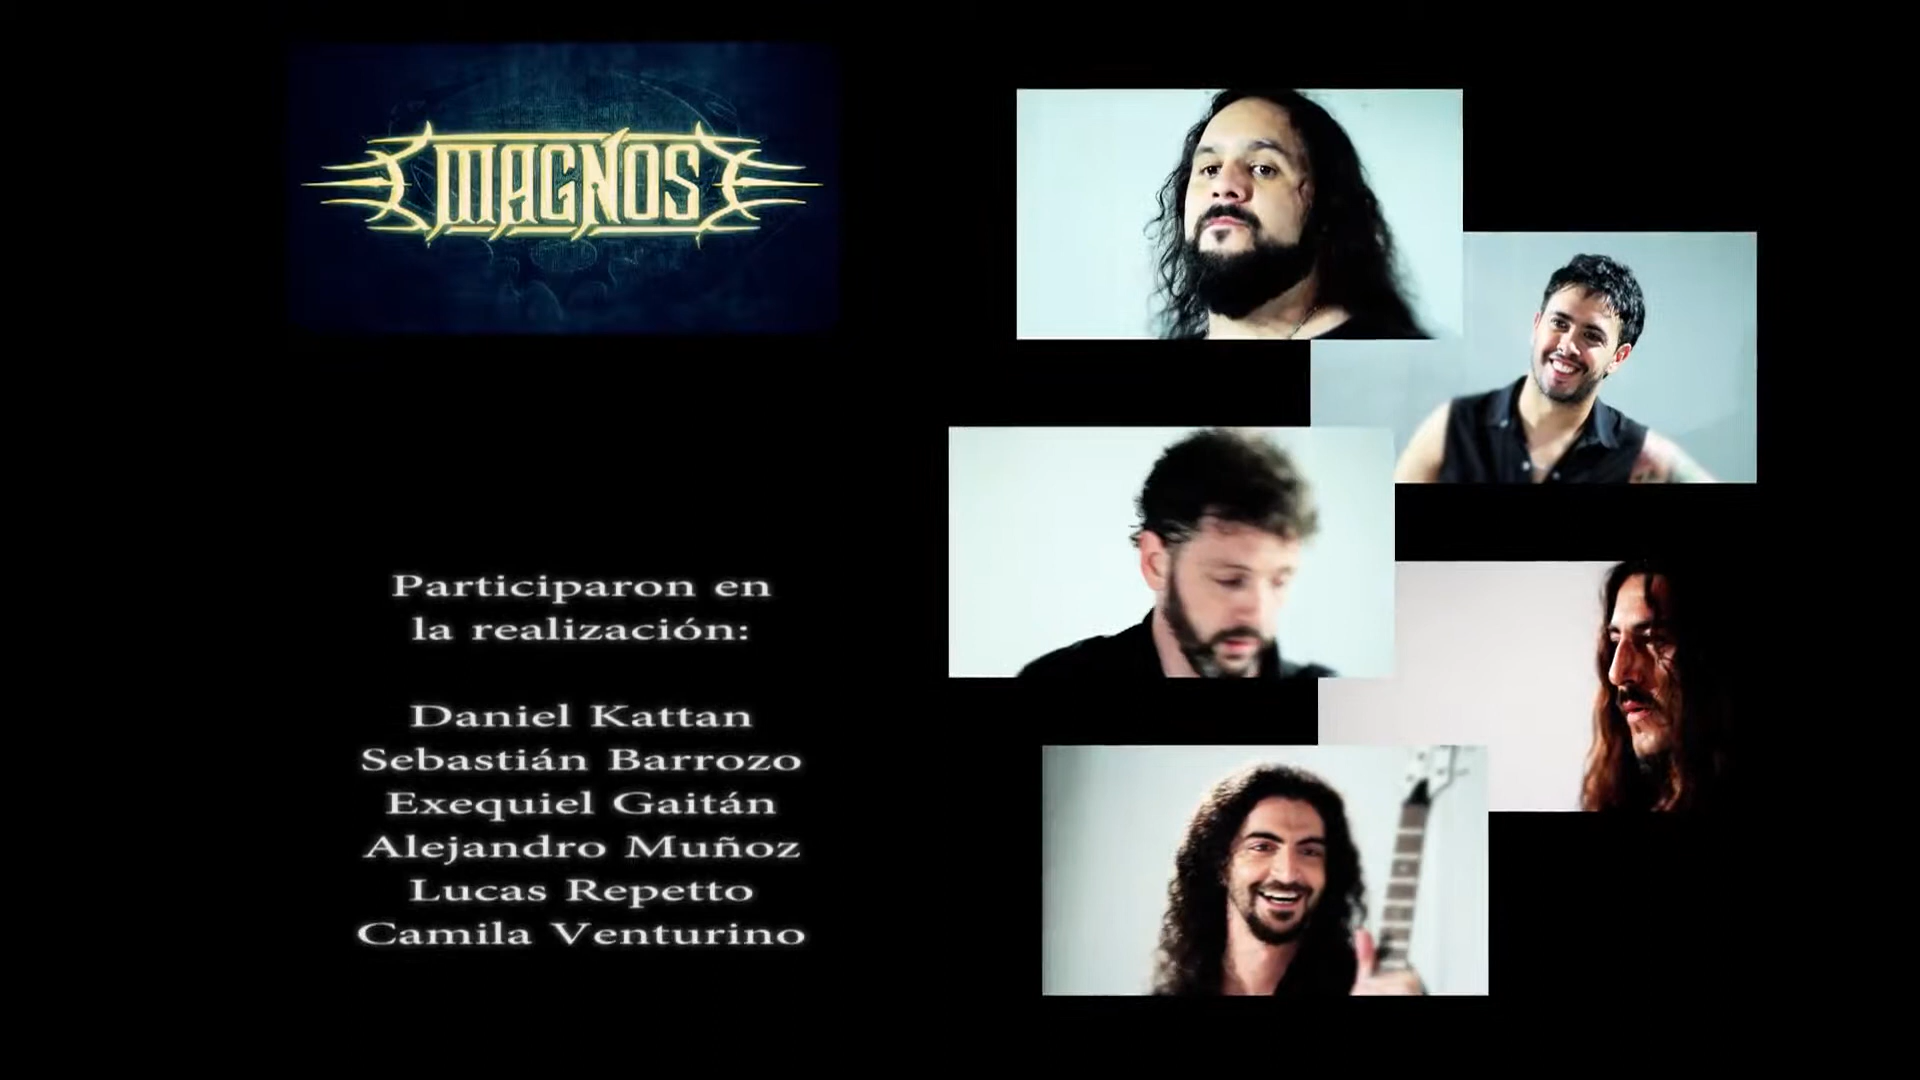 MAGNOS
Participaron en
la realización:
Daniel Kattan
Sebastián Barrozo
Exequiel Gaitán
Alejandro Muñoz
Lucas Repetto
Camila Venturino